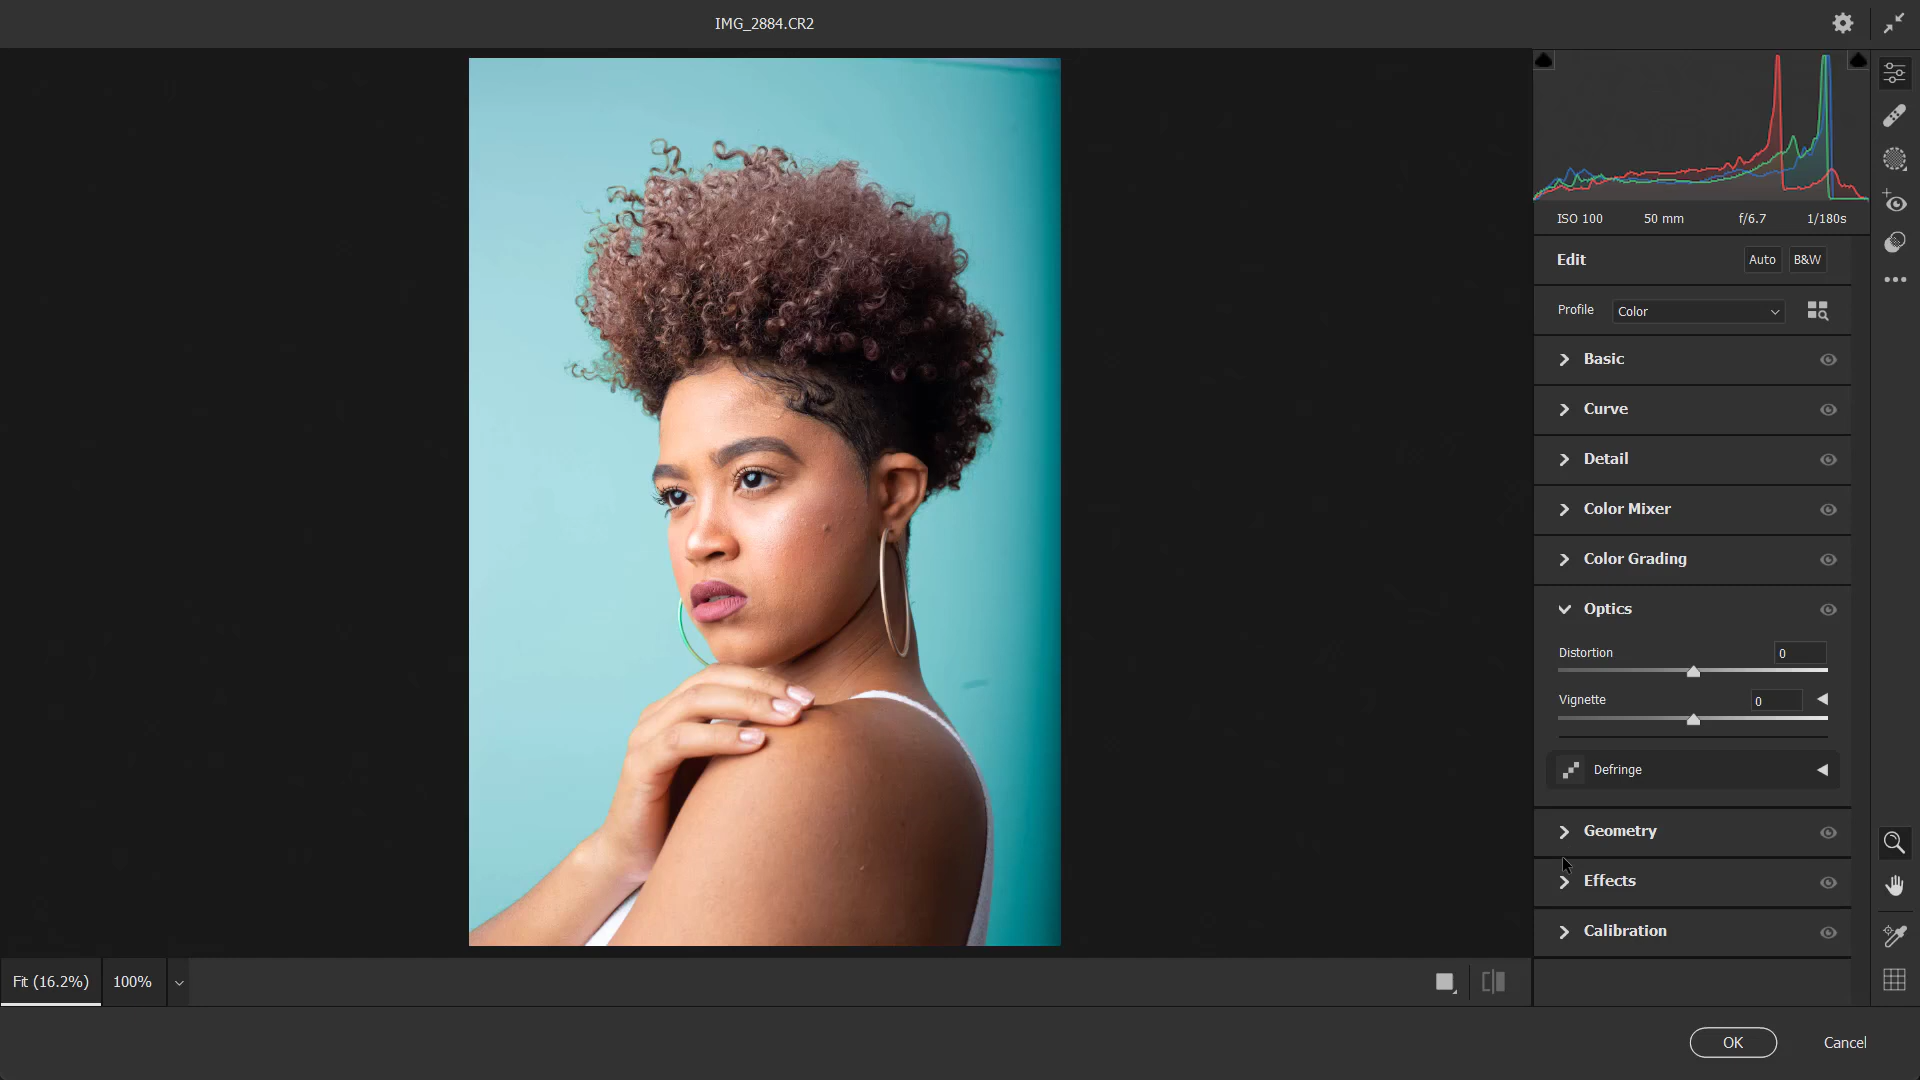 IMG_2884.CR2
ISO 100 50 mm f/6.7 1/180s
Edit Auto B&W
Profile Color
Basic
Curve
Detail
Color Mixer
Color Grading
Optics
Distortion 0
Vignette 0
Defringe
Geometry
Effects
Calibration
Fit (16.2%) 100%
OK Cancel